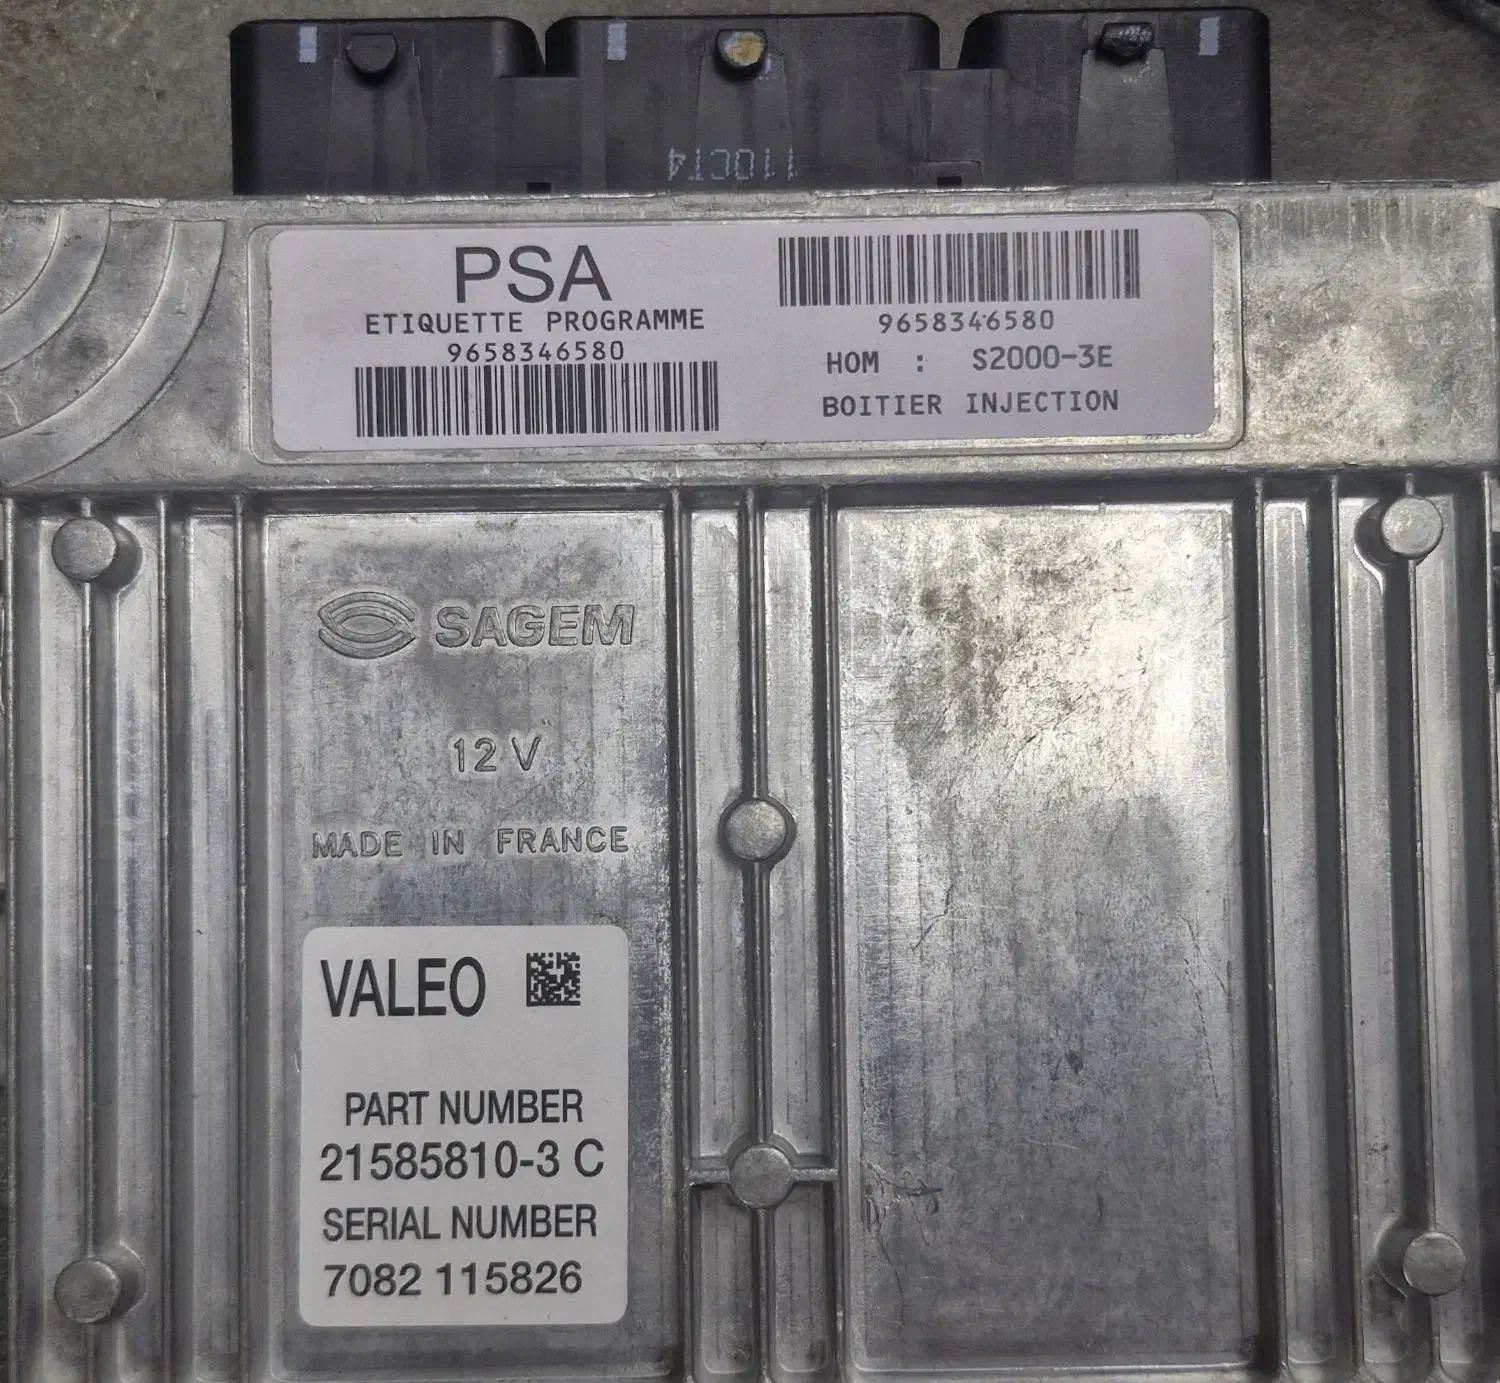 11OCT4
PSA
ETIQUETTE PROGRAMME
9658346580
9658346580
HOM : S2000-3E
BOITIER INJECTION
SAGEM
12 V
MADE IN FRANCE
VALEO
PART NUMBER
21585810-3 C
SERIAL NUMBER
7082 115826